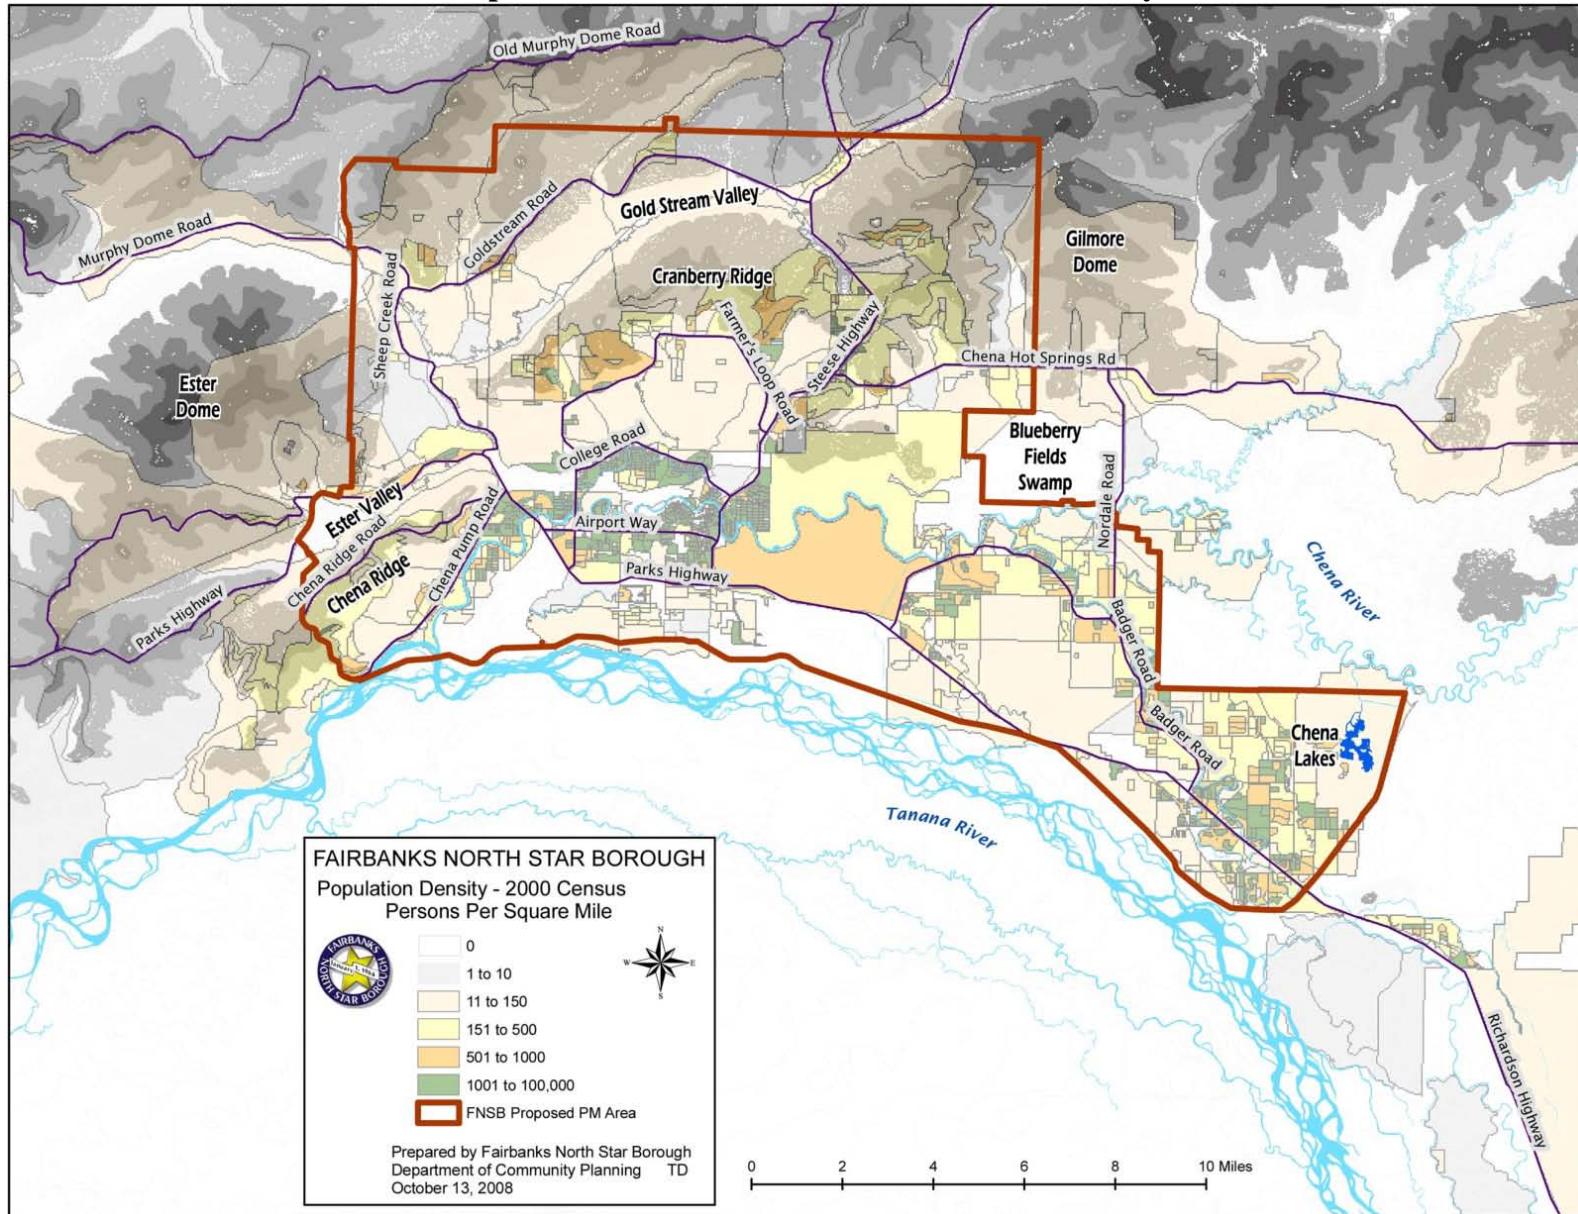 Old Murphy Dome Road
Goldstream Road
Gold Stream Valley
Murphy Dome Road
Gilmore
Dome
Cranberry Ridge
Sheep Creek Road
Farmer's Loop Road
Steese Highway
Chena Hot Springs Rd
Ester
Dome
College Road
Blueberry
Fields
Swamp
Nordale Road
Ester Valley
Chena Ridge Road
Chena Pump Road
Airport Way
Chena River
Parks Highway
Chena Ridge
Parks Highway
Badger Road
Badger Road
Chena
Lakes
Tanana River
Richardson Highway
FAIRBANKS NORTH STAR BOROUGH
Population Density - 2000 Census
Persons Per Square Mile
FAIRBANKS
NORTH STAR BOROUGH
N
W
E
S
0
1 to 10
11 to 150
151 to 500
501 to 1000
1001 to 100,000
FNSB Proposed PM Area
Prepared by Fairbanks North Star Borough
Department of Community Planning TD
October 13, 2008
0 2 4 6 8 10 Miles